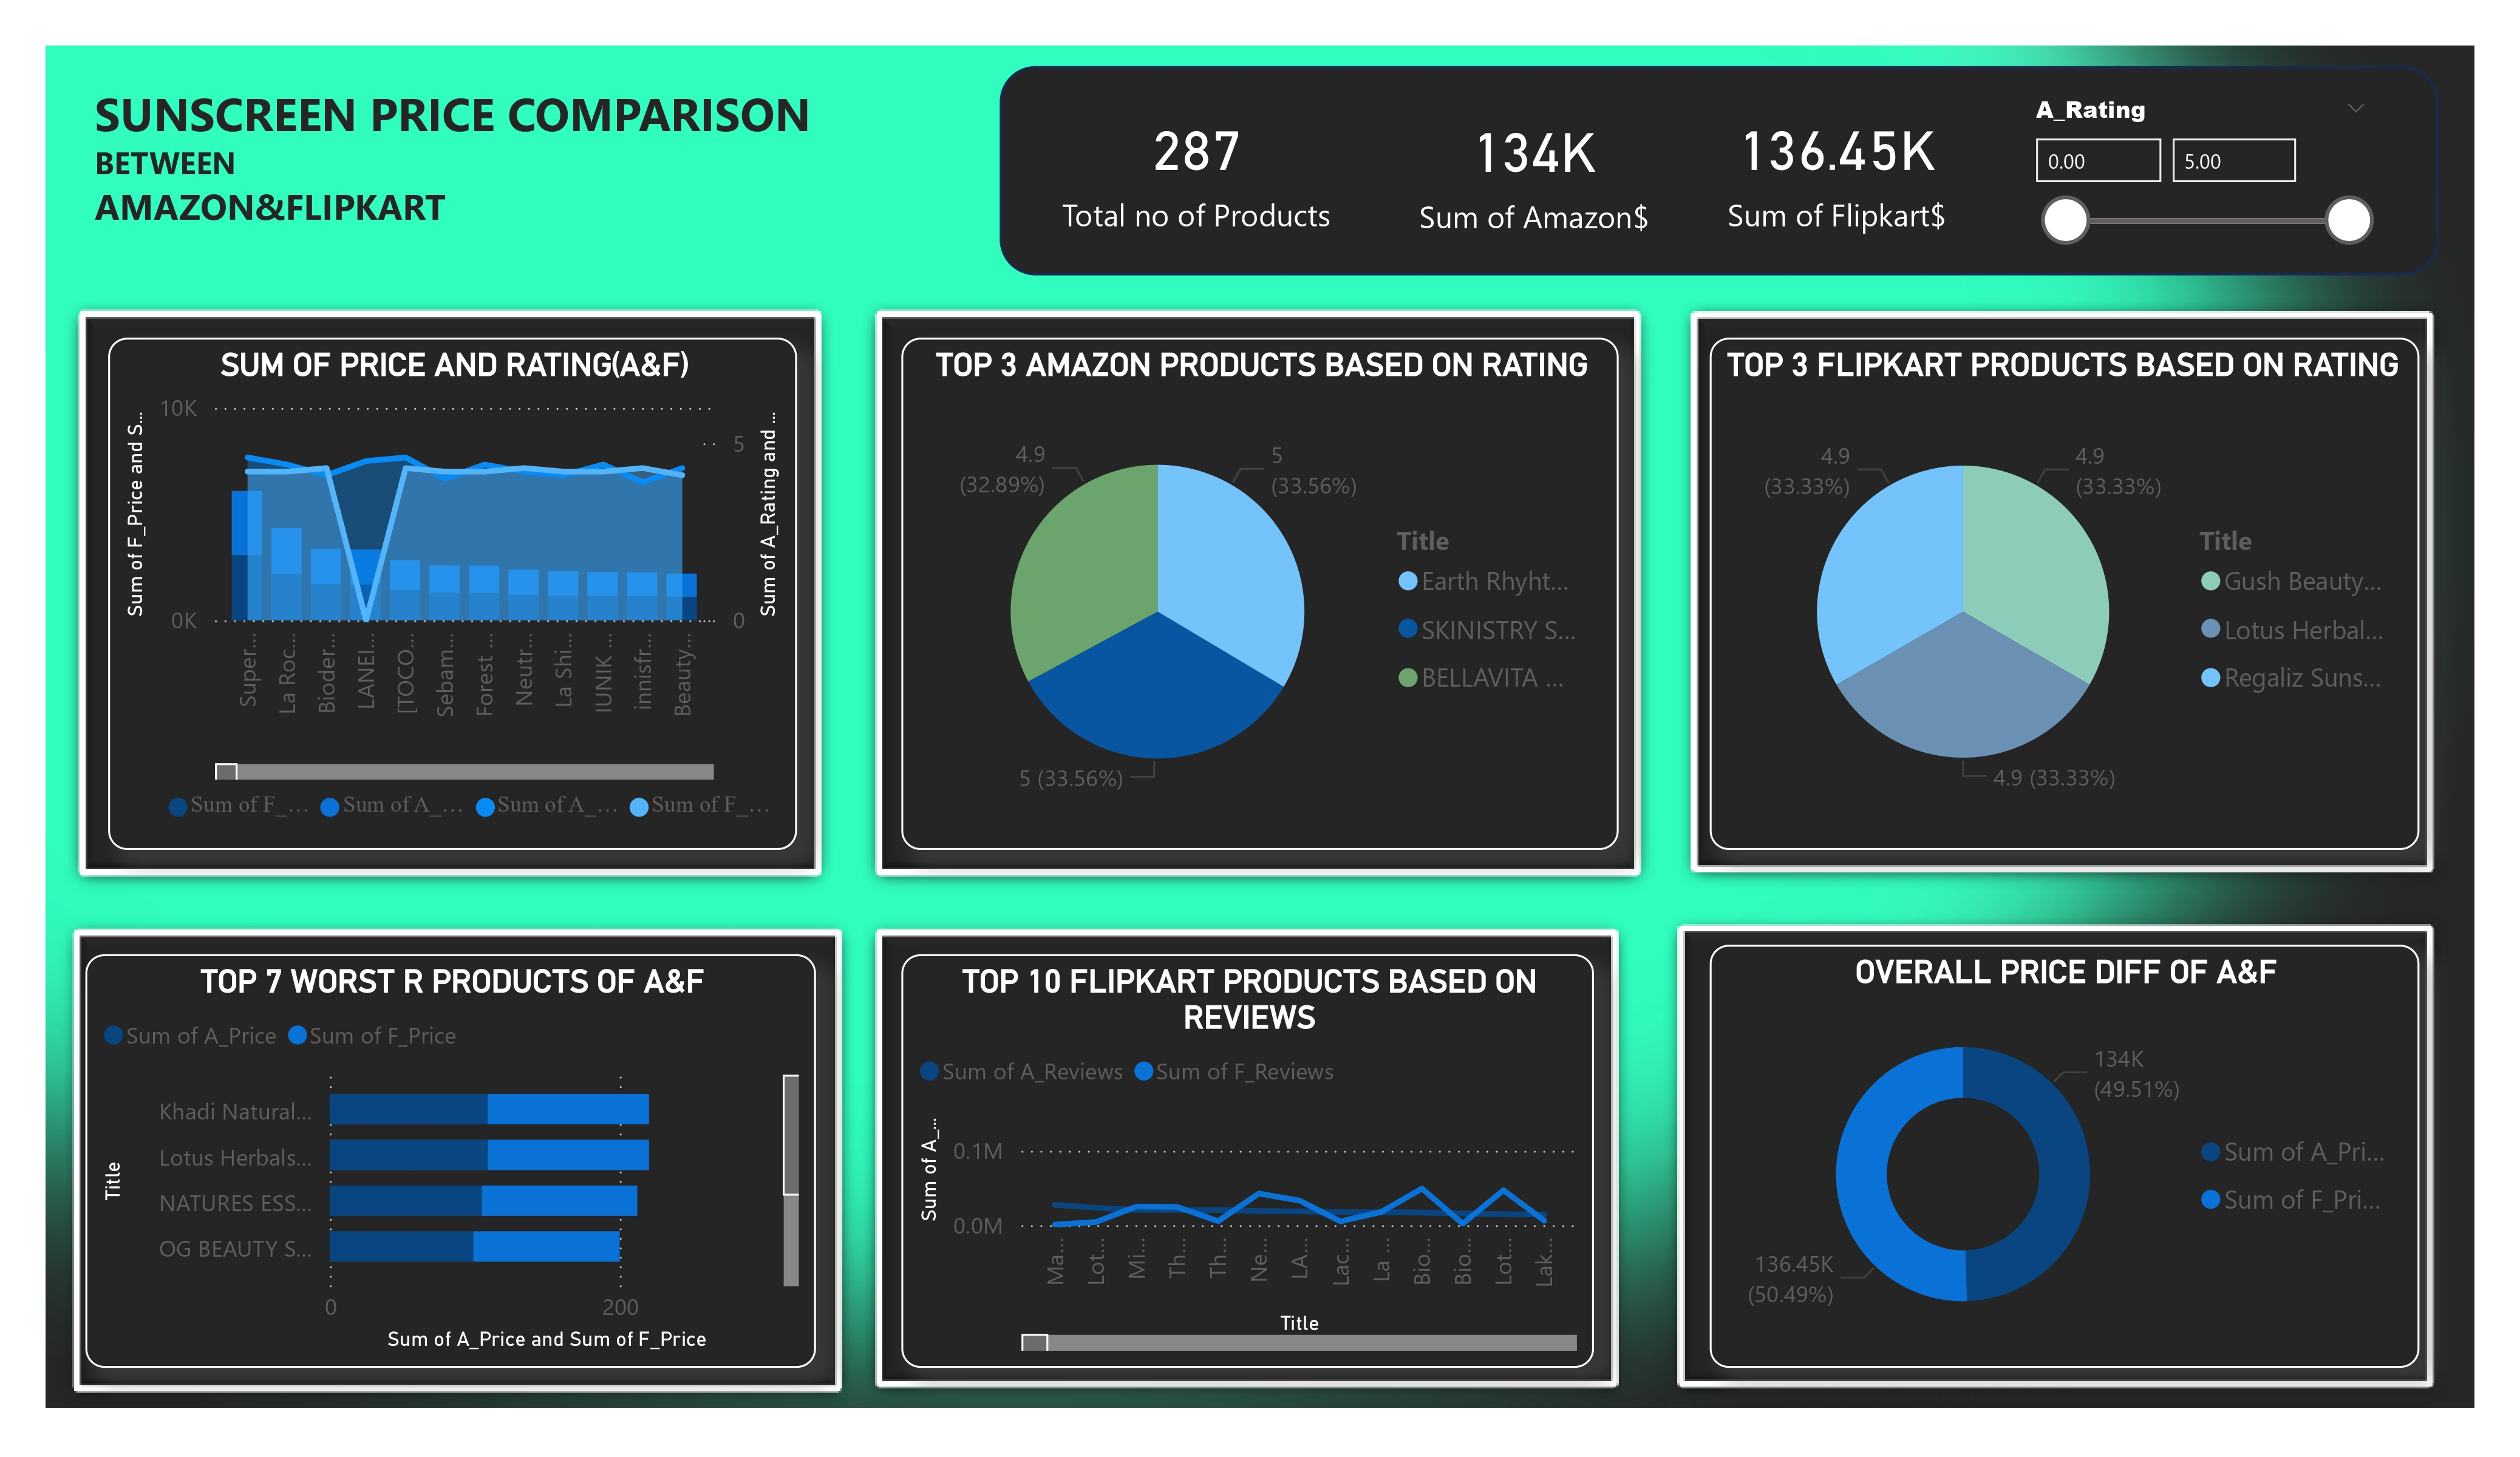 SUNSCREEN PRICE COMPARISON
BETWEEN
AMAZON&FLIPKART
287
Total no of Products
134K
Sum of Amazon$
136.45K
Sum of Flipkart$
A_Rating
0.00
5.00
SUM OF PRICE AND RATING(A&F)
Sum of F_Price and S...
10K
0K
5
0
Sum of A_Rating and ...
Super...
La Roc...
Bioder...
LANEI...
[TOCO...
Sebam...
Forest ...
Neutr...
La Shi...
IUNIK ...
innisfr...
Beauty...
Sum of F_...
Sum of A_...
Sum of A_...
Sum of F_...
TOP 3 AMAZON PRODUCTS BASED ON RATING
4.9
(32.89%)
5
(33.56%)
5 (33.56%)
Title
Earth Rhyht...
SKINISTRY S...
BELLAVITA ...
TOP 3 FLIPKART PRODUCTS BASED ON RATING
4.9
(33.33%)
4.9
(33.33%)
4.9 (33.33%)
Title
Gush Beauty...
Lotus Herbal...
Regaliz Suns...
TOP 7 WORST R PRODUCTS OF A&F
Sum of A_Price
Sum of F_Price
Title
Khadi Natural...
Lotus Herbals...
NATURES ESS...
OG BEAUTY S...
0
200
Sum of A_Price and Sum of F_Price
TOP 10 FLIPKART PRODUCTS BASED ON
REVIEWS
Sum of A_Reviews
Sum of F_Reviews
Sum of A_...
0.1M
0.0M
Ma...
Lot...
Mi...
Th...
Th...
Ne...
LA...
Lac...
La ...
Bio...
Bio...
Lot...
Lak...
Title
OVERALL PRICE DIFF OF A&F
134K
(49.51%)
136.45K
(50.49%)
Sum of A_Pri...
Sum of F_Pri...